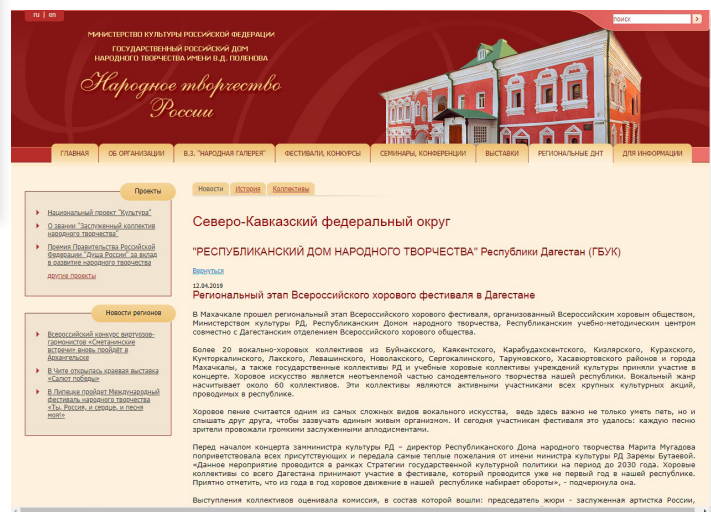 ru | en
поиск
МИНИСТЕРСТВО КУЛЬТУРЫ РОССИЙСКОЙ ФЕДЕРАЦИИ
ГОСУДАРСТВЕННЫЙ РОССИЙСКИЙ ДОМ
НАРОДНОГО ТВОРЧЕСТВА ИМЕНИ В.Д. ПОЛЕНОВА
Народное творчество
России
ГЛАВНАЯ ОБ ОРГАНИЗАЦИИ В.З. "НАРОДНАЯ ГАЛЕРЕЯ" ФЕСТИВАЛИ, КОНКУРСЫ СЕМИНАРЫ, КОНФЕРЕНЦИИ ВЫСТАВКИ РЕГИОНАЛЬНЫЕ ДНТ ДЛЯ ИНФОРМАЦИИ
Проекты
Национальный проект "Культура"
О звании "Заслуженный коллектив
народного творчества"
Премия Правительства Российской
Федерации "Душа России" за вклад
в развитие народного творчества
другие проекты
Новости регионов
Всероссийский конкурс виртуозов-
гармонистов «Сметанинские
встречи» вновь пройдёт в
Архангельске
В Чите открылась краевая выставка
«Салют победы»
В Липецке пройдет Международный
фестиваль народного творчества
«Ты, Россия, и сердце, и песня
моя!»
Новости История Коллективы
Северо-Кавказский федеральный округ
"РЕСПУБЛИКАНСКИЙ ДОМ НАРОДНОГО ТВОРЧЕСТВА" Республики Дагестан (ГБУК)
Вернуться
12.04.2019
Региональный этап Всероссийского хорового фестиваля в Дагестане
В Махачкале прошел региональный этап Всероссийского хорового фестиваля, организованный Всероссийским хоровым обществом,
Министерством культуры РД, Республиканским Домом народного творчества, Республиканским учебно-методическим центром
совместно с Дагестанским отделением Всероссийского хорового общества.
Более 20 вокально-хоровых коллективов из Буйнакского, Каякентского, Карабудахкентского, Кизлярского, Курахского,
Кумторкалинского, Лакского, Левашинского, Новолакского, Сергокалинского, Тарумовского, Хасавюртовского районов и города
Махачкалы, а также государственные коллективы РД и учебные хоровые коллективы учреждений культуры приняли участие в
концерте. Хоровое искусство является неотъемлемой частью самодеятельного творчества нашей республики. Вокальный жанр
насчитывает около 60 коллективов. Эти коллективы являются активными участниками всех крупных культурных акций,
проводимых в республике.
Хоровое пение считается одним из самых сложных видов вокального искусства, ведь здесь важно не только уметь петь, но и
слышать друг друга, чтобы зазвучать единым живым организмом. И сегодня участникам фестиваля это удалось: каждую песню
зрители провожали громкими заслуженными аплодисментами.
Перед началом концерта замминистра культуры РД – директор Республиканского Дома народного творчества Марита Мугадова
поприветствовала всех присутствующих и передала самые теплые пожелания от имени министра культуры РД Заремы Бутаевой.
«Данное мероприятие проводится в рамках Стратегии государственной культурной политики на период до 2030 года. Хоровые
коллективы со всего Дагестана принимают участие в фестивале, который проводится уже не первый год в нашей республике.
Приятно отметить, что из года в год хоровое движение в нашей республике набирает обороты», - подчеркнула она.
Выступления коллективов оценивала комиссия, в состав которой вошли: председатель жюри - заслуженная артистка России,